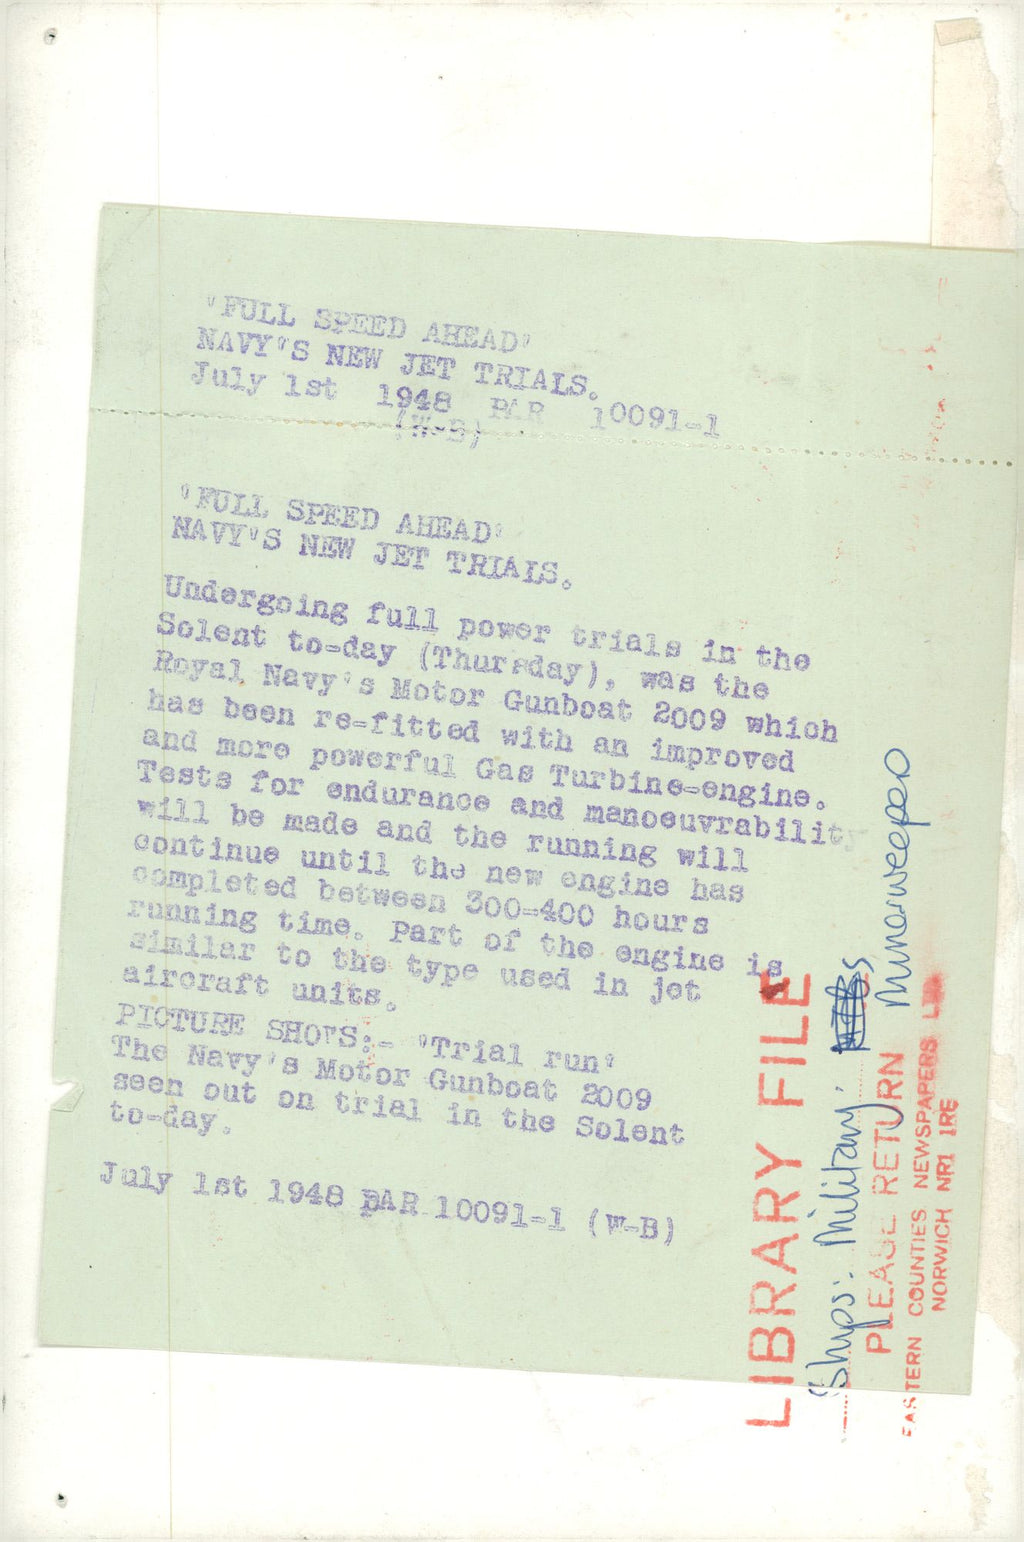 'FULL SPEED AHEAD'
NAVY'S NEW JET TRIALS.
July 1st 1948 PAR 10091-1
(W-B)
'FULL SPEED AHEAD'
NAVY'S NEW JET TRIALS.
Undergoing full power trials in the
Solent to-day (Thursday), was the
Royal Navy's Motor Gunboat 2009 which
has been re-fitted with an improved
and more powerful Gas Turbine-engine.
Tests for endurance and manoeuvrability
will be made and the running will
continue until the new engine has
completed between 300-400 hours
running time. Part of the engine is
similar to the type used in jet
aircraft units.
PICTURE SHOWS:- 'Trial run'
The Navy's Motor Gunboat 2009
seen out on trial in the Solent
to-day.
July 1st 1948 PAR 10091-1 (W-B)
LIBRARY FILE
Ships: Military:
PLEASE RETURN
EASTERN COUNTIES NEWSPAPERS LTD
NORWICH NR1 1RE